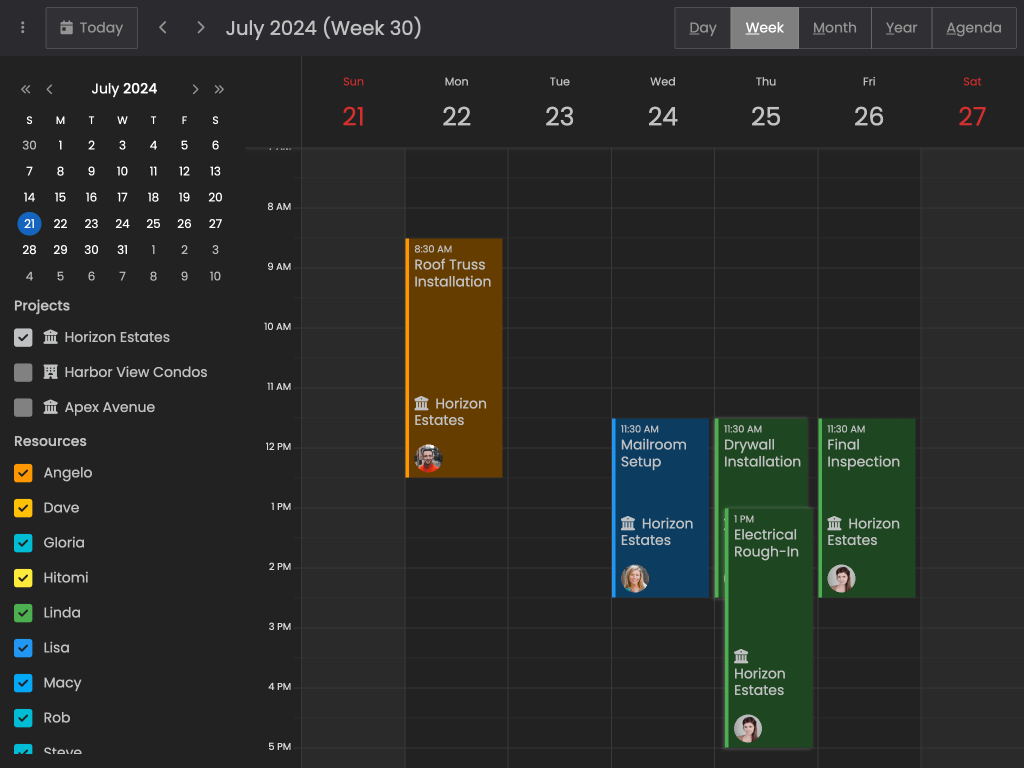 Today
July 2024 (Week 30)
Day
Week
Month
Year
Agenda
« ‹ July 2024 › »
S M T W T F S
30 1 2 3 4 5 6
7 8 9 10 11 12 13
14 15 16 17 18 19 20
21 22 23 24 25 26 27
28 29 30 31 1 2 3
4 5 6 7 8 9 10
Projects
Horizon Estates
Harbor View Condos
Apex Avenue
Resources
Angelo
Dave
Gloria
Hitomi
Linda
Lisa
Macy
Rob
Steve
Sun Mon Tue Wed Thu Fri Sat
21 22 23 24 25 26 27
8 AM
9 AM
10 AM
11 AM
12 PM
1 PM
2 PM
3 PM
4 PM
5 PM
8:30 AM
Roof Truss
Installation
Horizon
Estates
11:30 AM
Mailroom
Setup
Horizon
Estates
11:30 AM
Drywall
Installation
1 PM
Electrical
Rough-In
Horizon
Estates
11:30 AM
Final
Inspection
Horizon
Estates